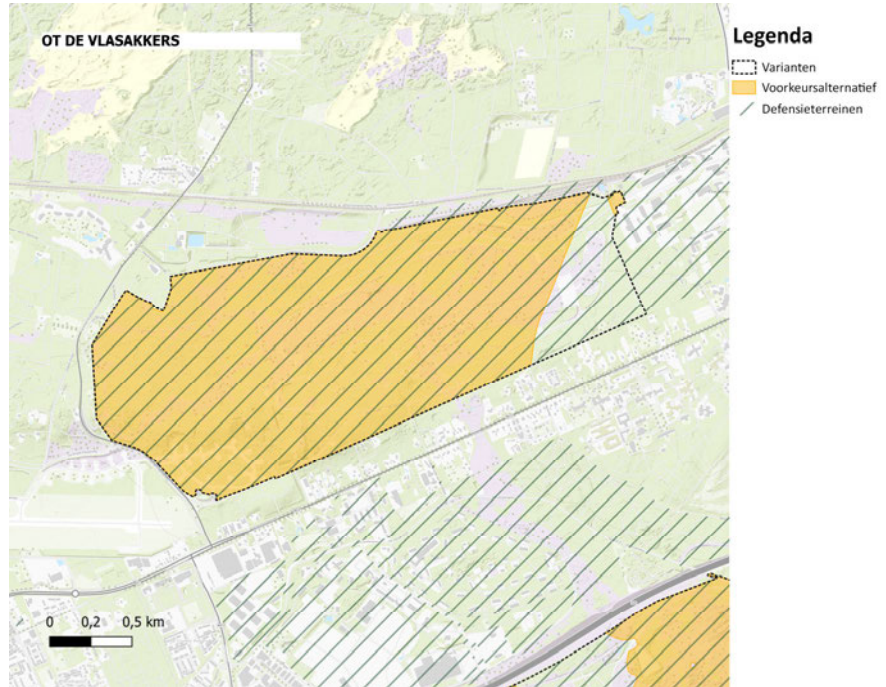 OT DE VLASAKKERS
Legenda
Varianten
Voorkeursalternatief
Defensieterreinen
0 0,2 0,5 km